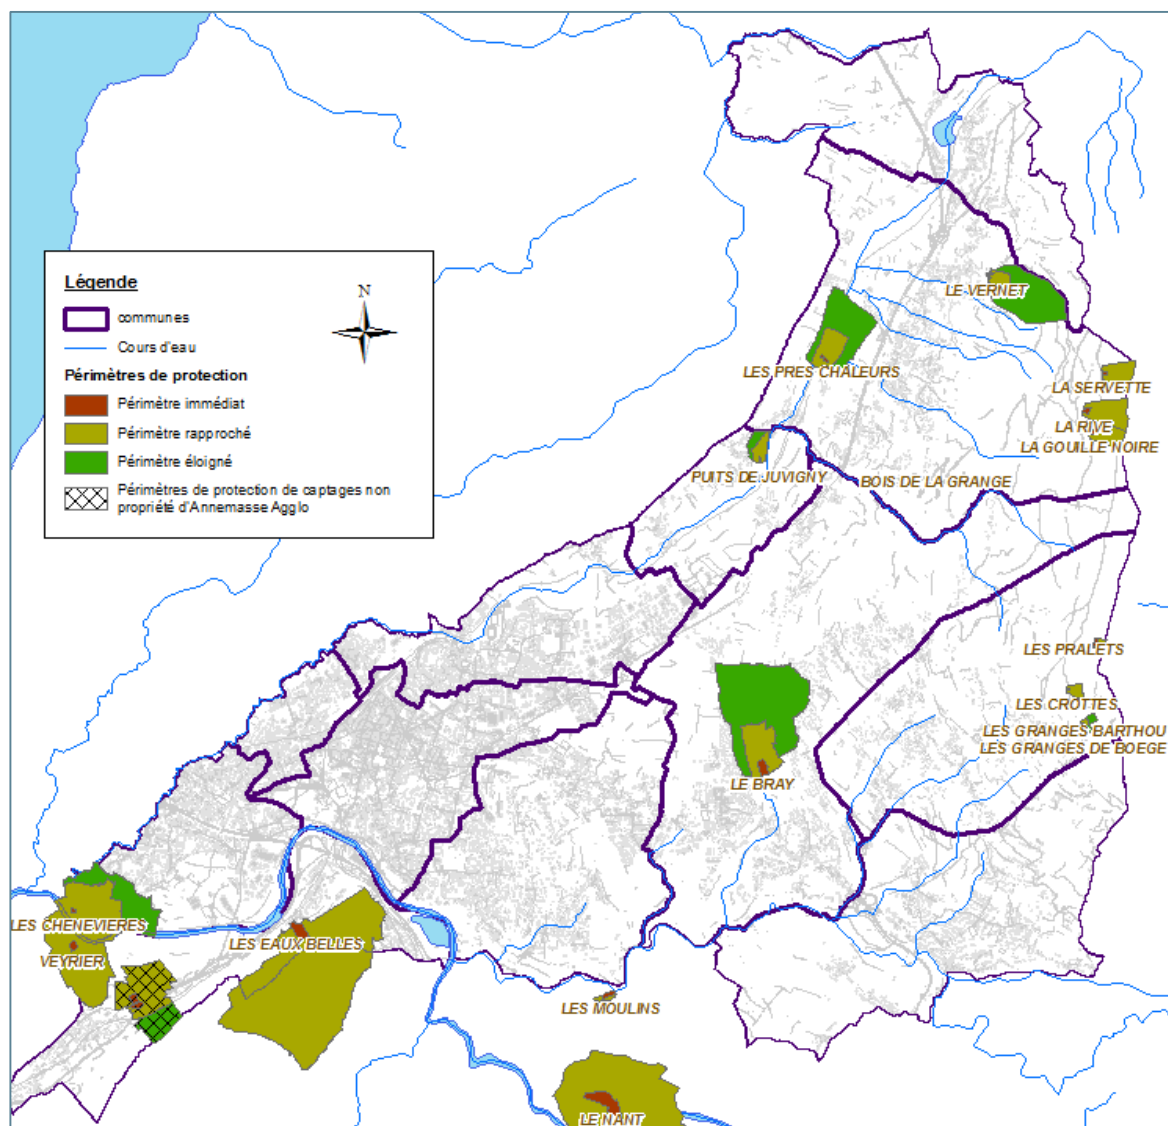 Légende
N
communes
Cours d'eau
Périmètres de protection
Périmètre immédiat
Périmètre rapproché
Périmètre éloigné
Périmètres de protection de captages non
propriété d'Annemasse Agglo
LE VERNET
LES PRES CHALEURS
LA SERVETTE
LA RIVE
LA GOUILLE NOIRE
PUITS DE JUVIGNY
BOIS DE LA GRANGE
LES PRALETS
LES CROTTES
LES GRANGES BARTHOU
LES GRANGES DE BOEGE
LE BRAY
LES CHENEVIERES
LES EAUX BELLES
VEYRIER
LES MOULINS
LE NANT